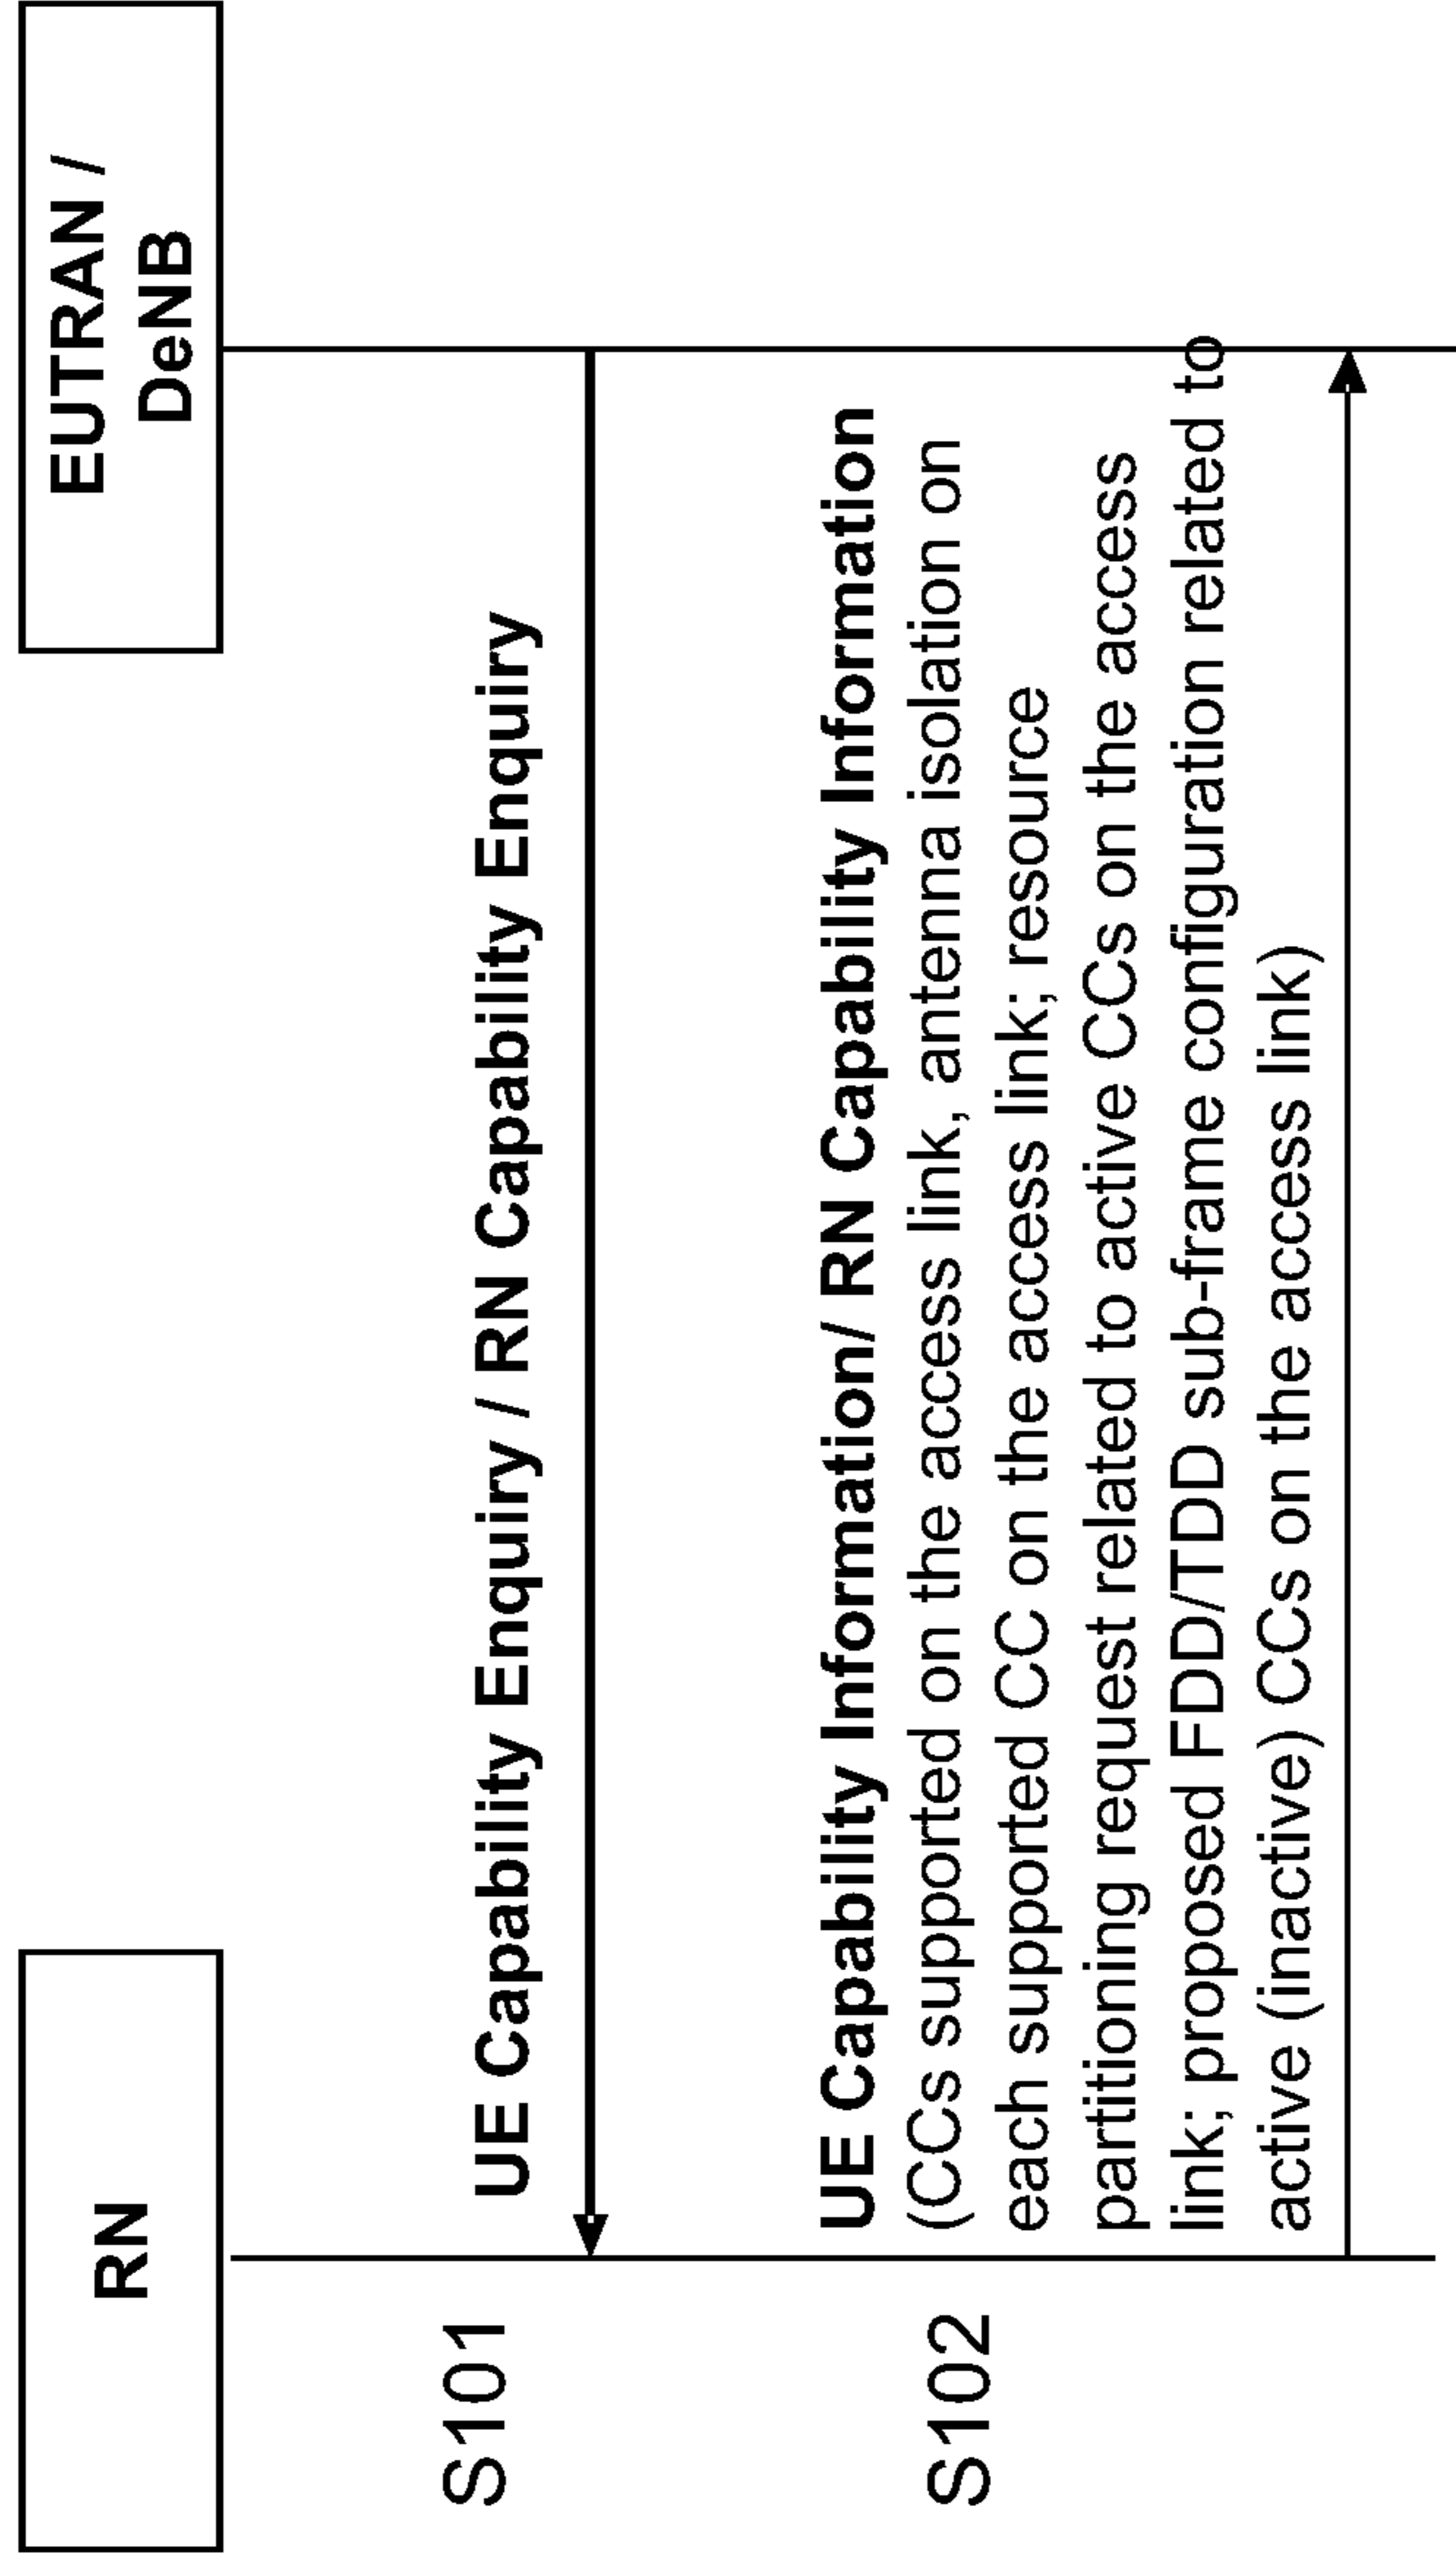 RN
EUTRAN /
DeNB
S101
UE Capability Enquiry / RN Capability Enquiry
S102
UE Capability Information/ RN Capability Information
(CCs supported on the access link, antenna isolation on
each supported CC on the access link; resource
partitioning request related to active CCs on the access
link; proposed FDD/TDD sub-frame configuration related to
active (inactive) CCs on the access link)